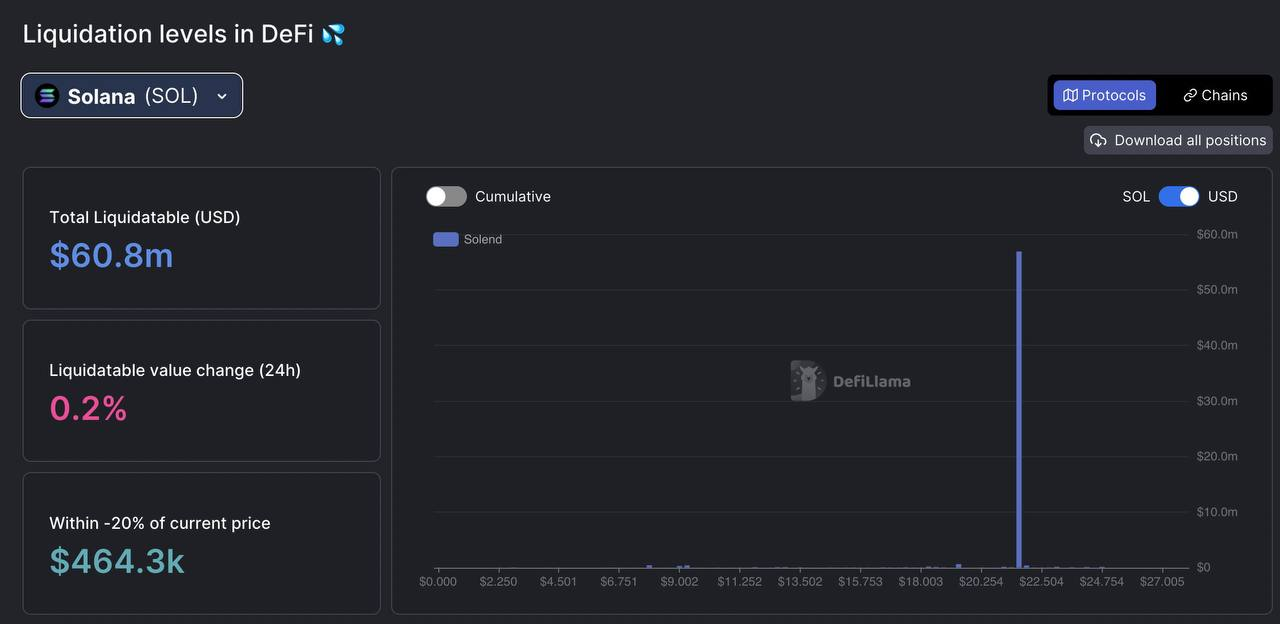 Liquidation levels in DeFi 💦
Solana (SOL)
Protocols
Chains
Download all positions
Total Liquidatable (USD)
$60.8m
Liquidatable value change (24h)
0.2%
Within -20% of current price
$464.3k
Cumulative
SOL USD
Solend
$60.0m
$50.0m
$40.0m
$30.0m
$20.0m
$10.0m
$0
DefiLlama
$0.000 $2.250 $4.501 $6.751 $9.002 $11.252 $13.502 $15.753 $18.003 $20.254 $22.504 $24.754 $27.005